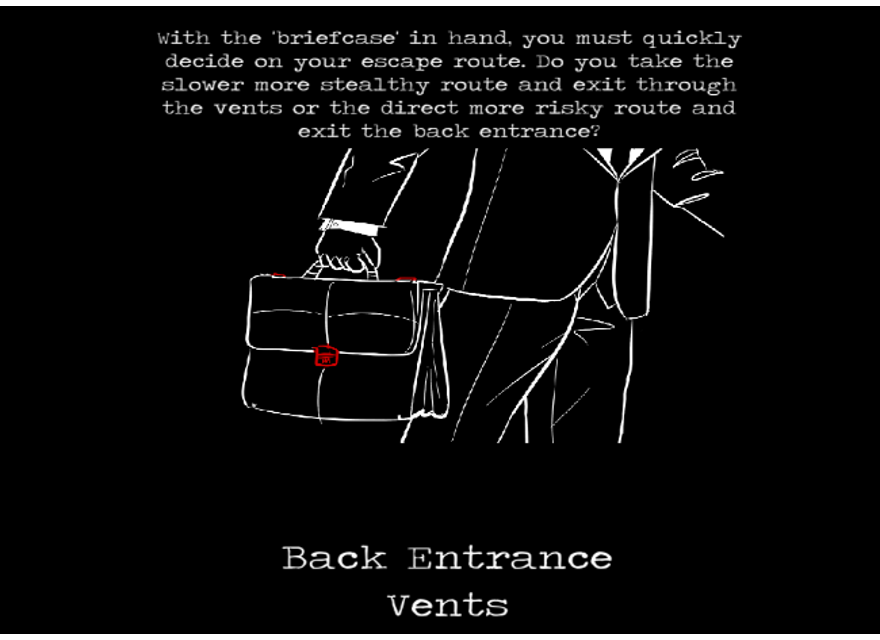 With the 'briefcase' in hand, you must quickly
decide on your escape route. Do you take the
slower more stealthy route and exit through
the vents or the direct more risky route and
exit the back entrance?
Back Entrance
Vents